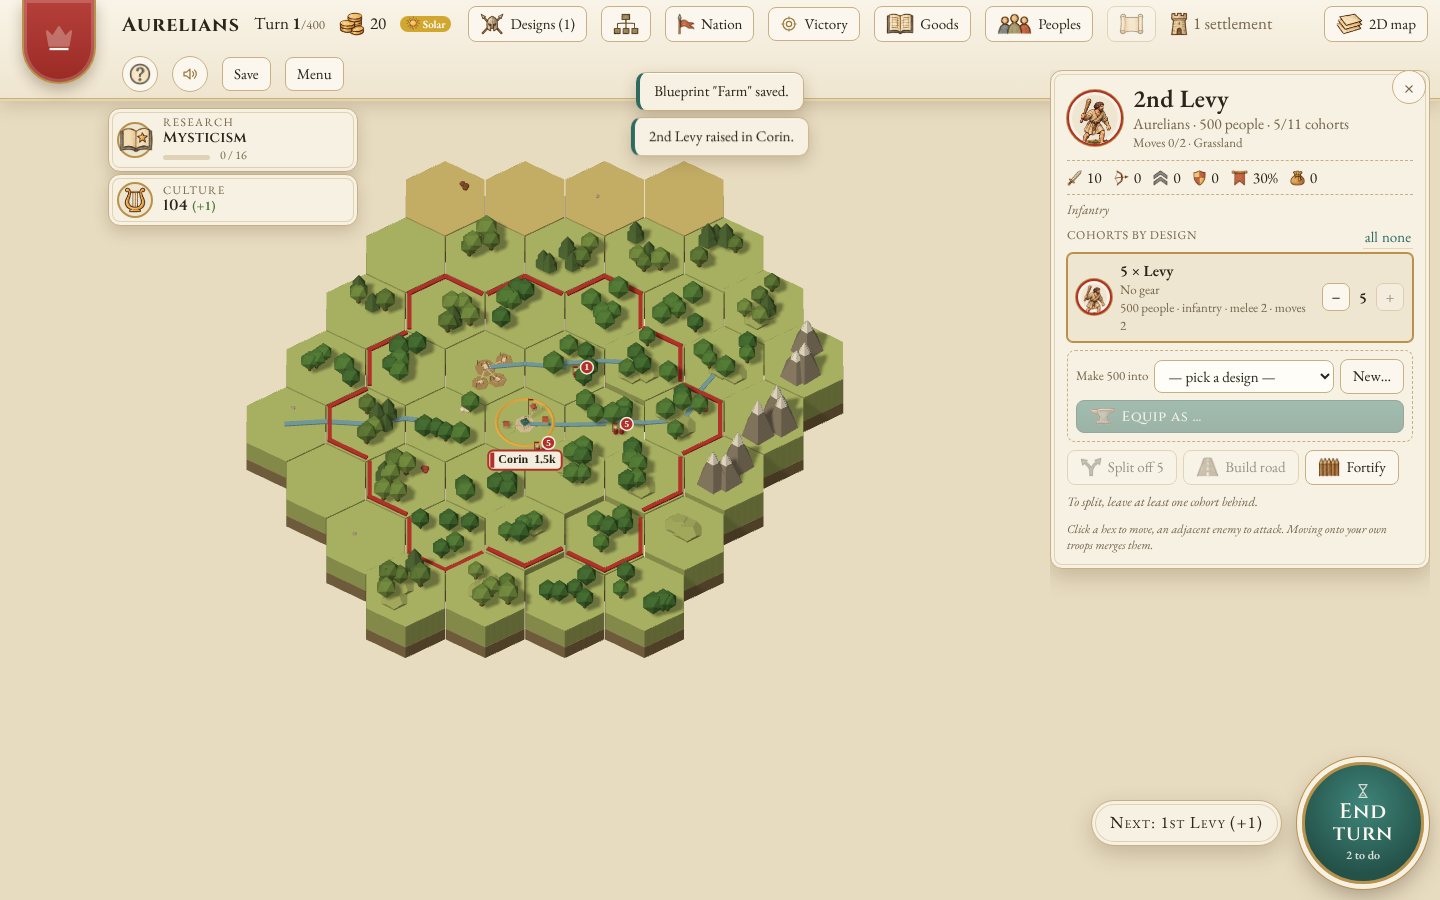 AURELIANS Turn 1/400 20 Solar Designs (1) Nation Victory Goods Peoples 1 settlement 2D map
? Save Menu
Blueprint "Farm" saved.
2nd Levy raised in Corin.
RESEARCH
MYSTICISM
0 / 16
CULTURE
104 (+1)
1
5
5
Corin 1.5k
×
2nd Levy
Aurelians · 500 people · 5/11 cohorts
Moves 0/2 · Grassland
10 0 0 0 30% 0
Infantry
COHORTS BY DESIGN all none
5 × Levy
No gear
500 people · infantry · melee 2 · moves
2
− 5 +
Make 500 into — pick a design — New...
EQUIP AS ...
Split off 5 Build road Fortify
To split, leave at least one cohort behind.
Click a hex to move, an adjacent enemy to attack. Moving onto your own
troops merges them.
NEXT: 1ST LEVY (+1)
END
TURN
2 to do